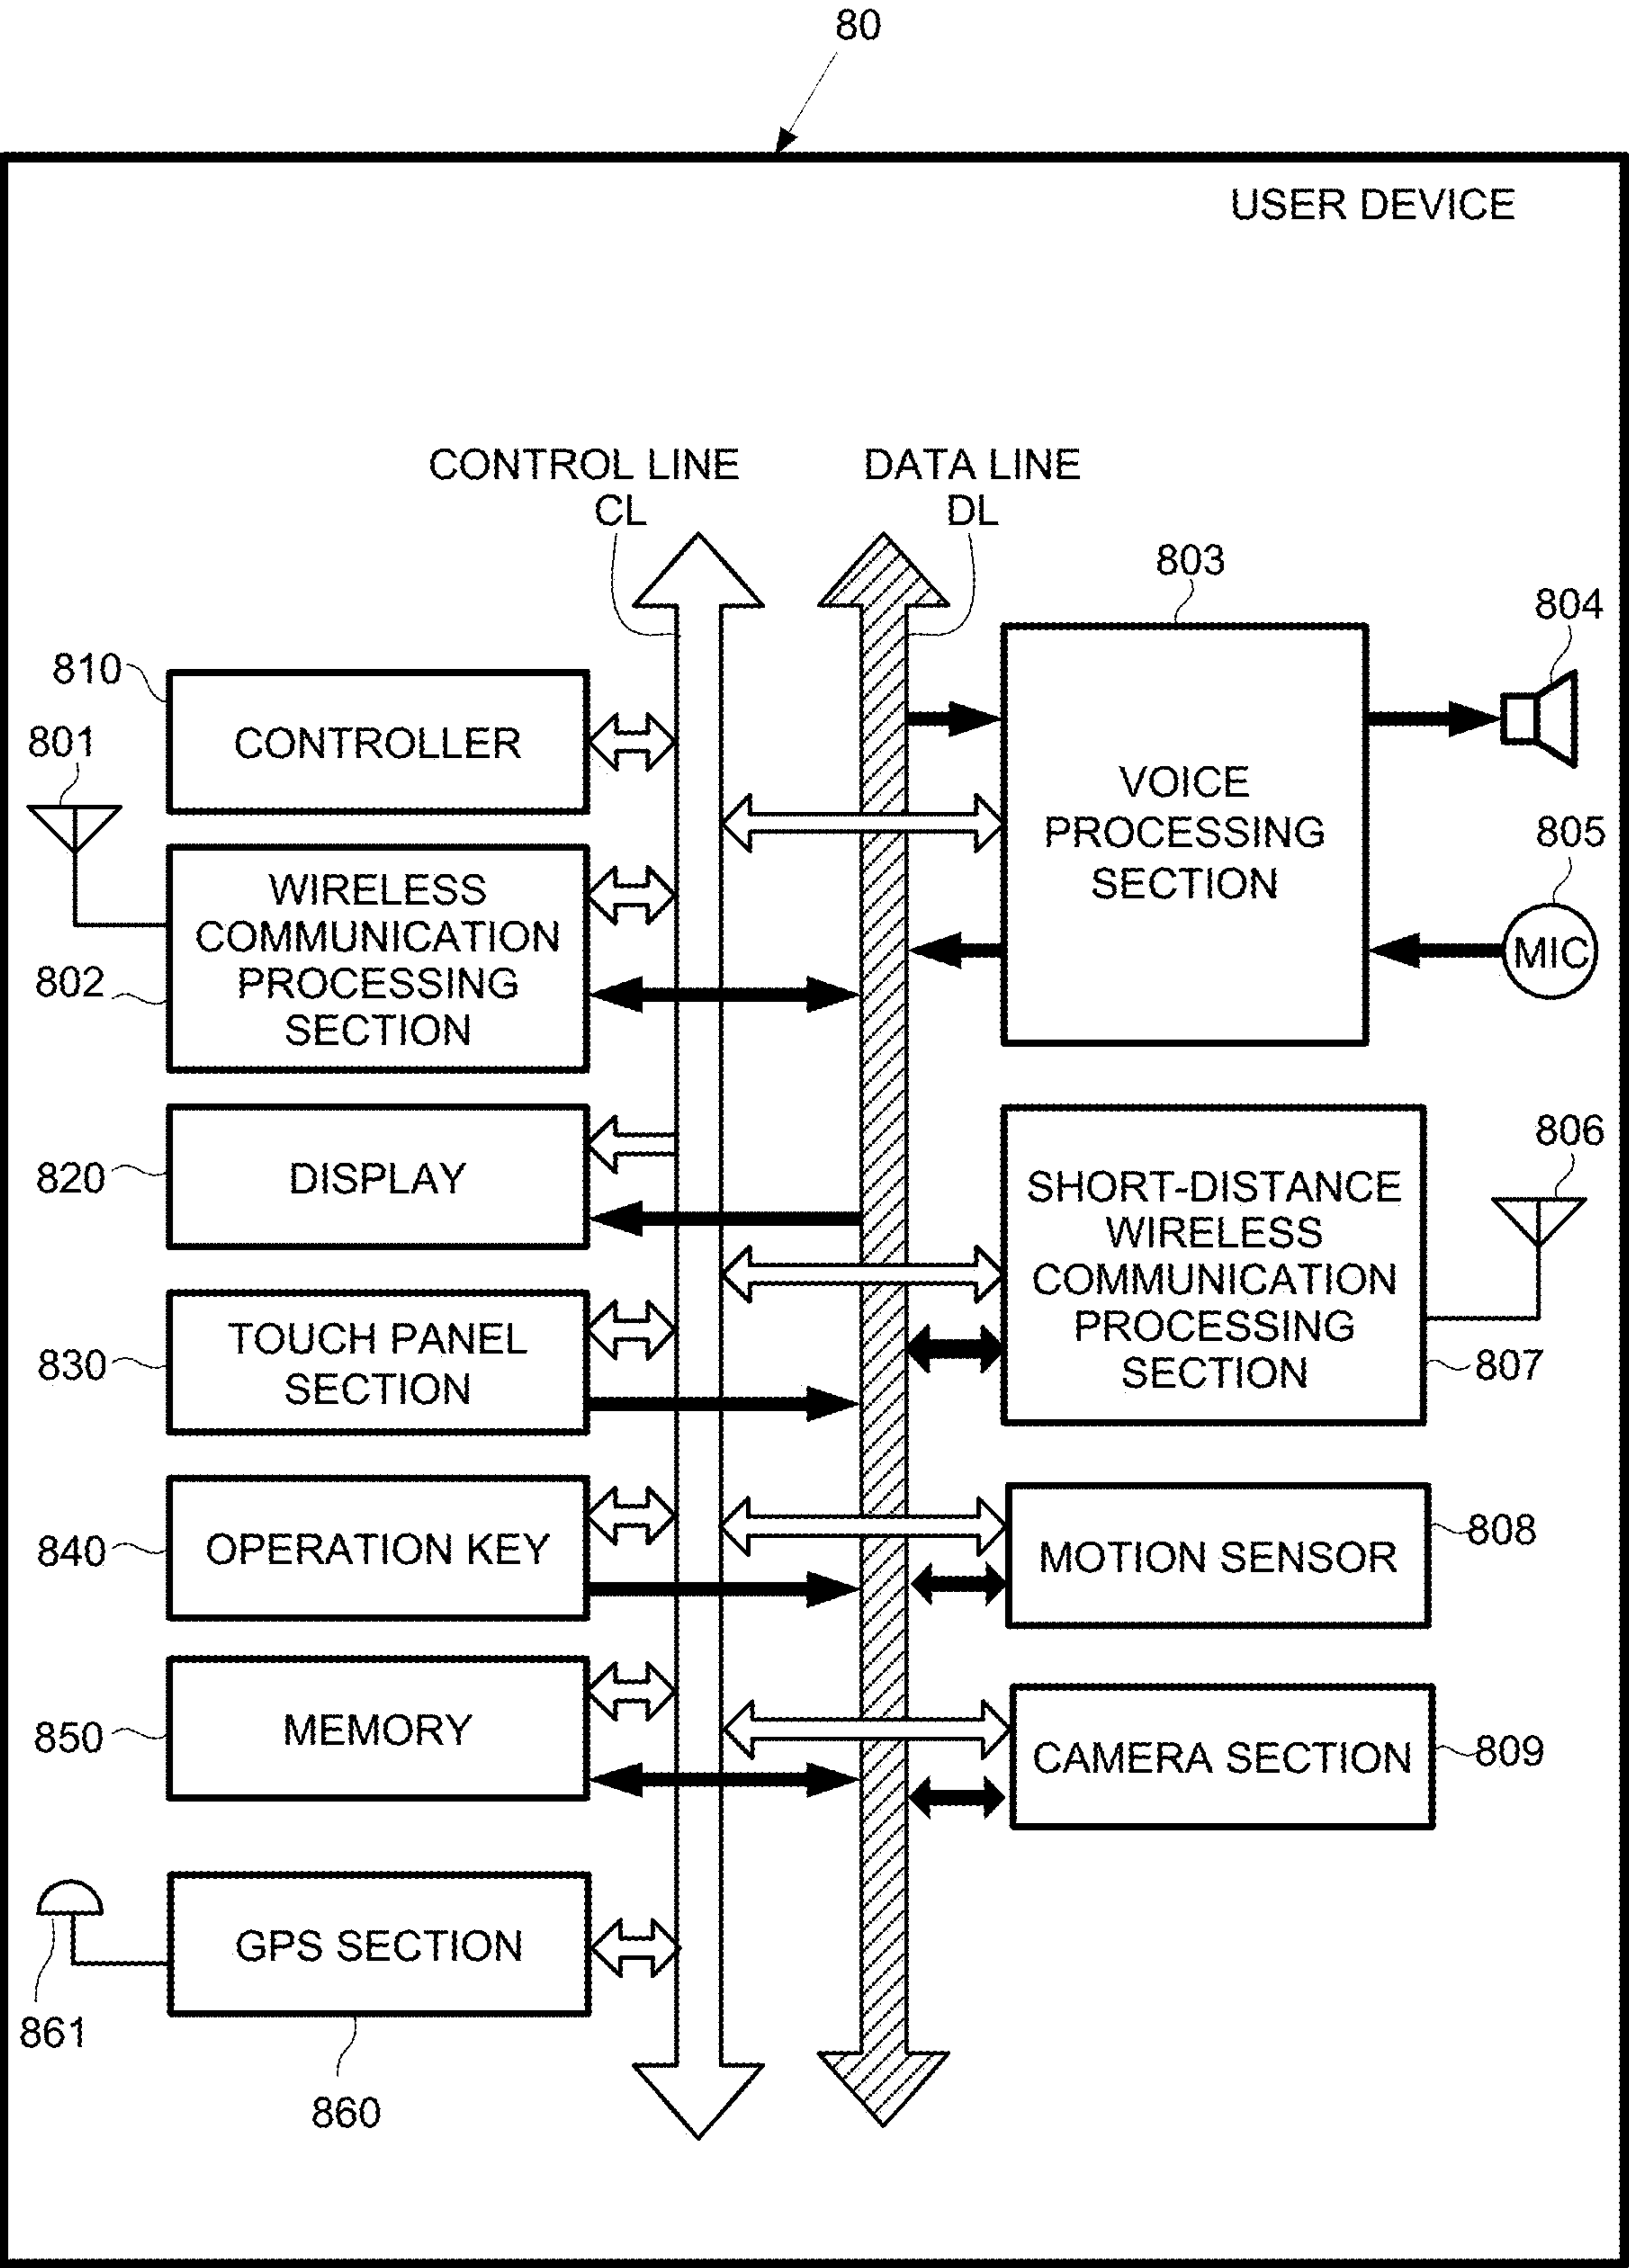 80
USER DEVICE
CONTROL LINE
CL
DATA LINE
DL
803
804
810
CONTROLLER
801
VOICE
PROCESSING
SECTION
805
MIC
WIRELESS
COMMUNICATION
PROCESSING
SECTION
802
820
DISPLAY
806
SHORT-DISTANCE
WIRELESS
COMMUNICATION
PROCESSING
SECTION
807
830
TOUCH PANEL
SECTION
840
OPERATION KEY
MOTION SENSOR
808
850
MEMORY
CAMERA SECTION
809
GPS SECTION
861
860